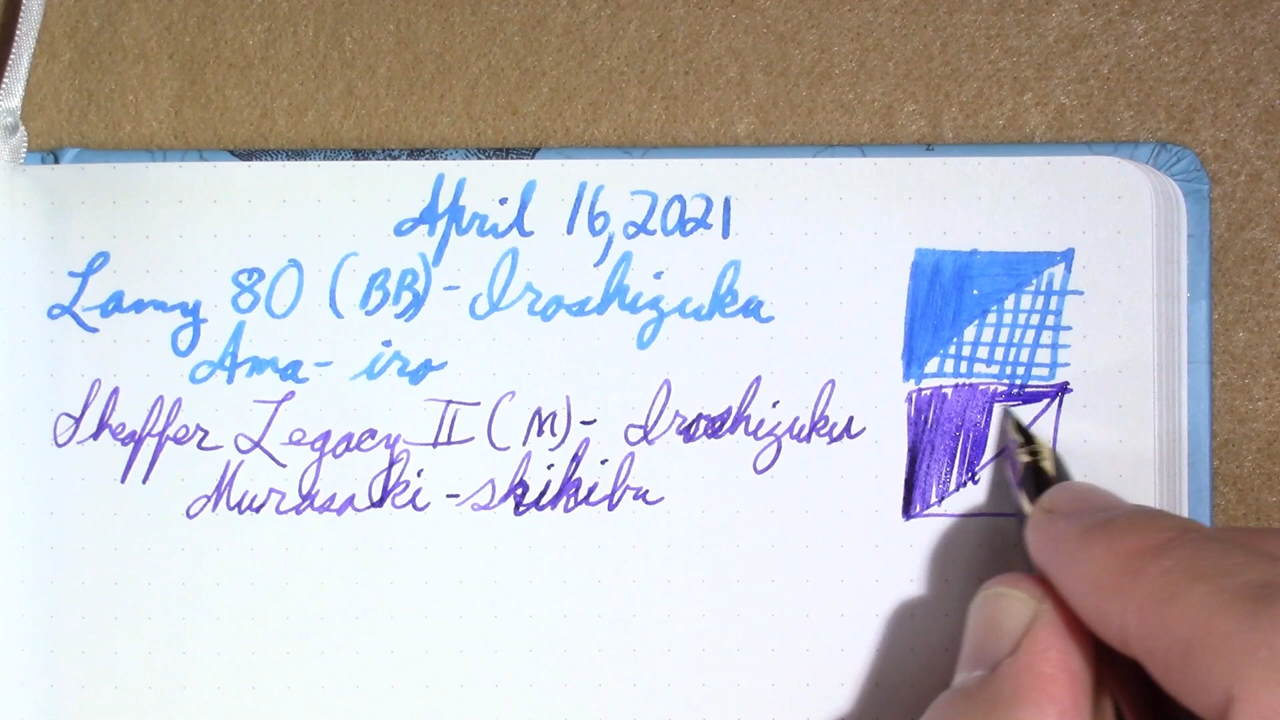 April 16, 2021
Lamy 80 (BB) - Iroshizuku
Ama-iro
Sheaffer Legacy II (M) - Iroshizuku
Murasaki-shikibu